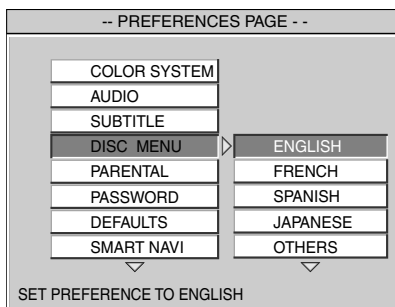 -- PREFERENCES PAGE - -
COLOR SYSTEM
AUDIO
SUBTITLE
DISC MENU
ENGLISH
PARENTAL
FRENCH
PASSWORD
SPANISH
DEFAULTS
JAPANESE
SMART NAVI
OTHERS
SET PREFERENCE TO ENGLISH